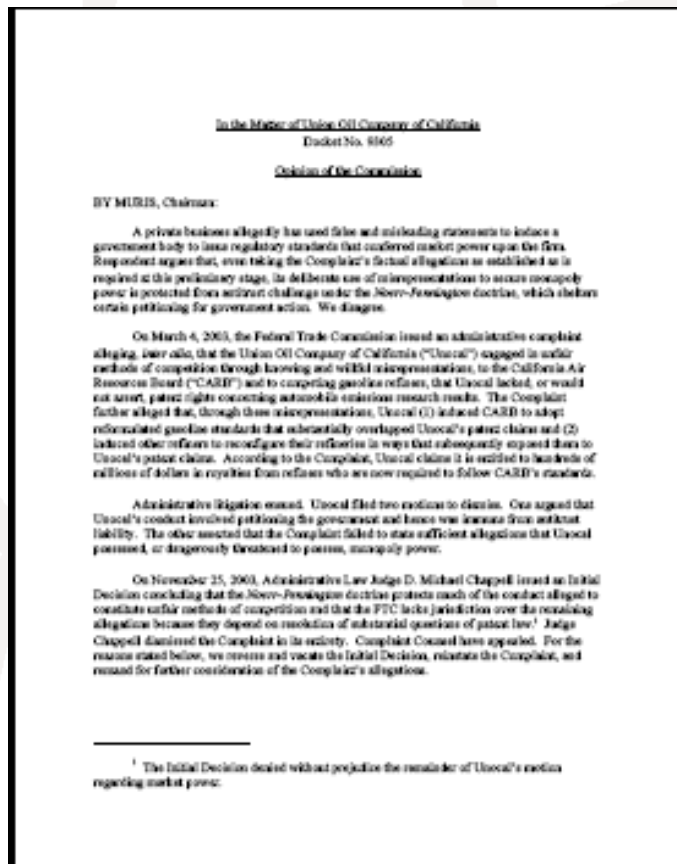 In the Matter of Union Oil Company of California
Docket No. 9305
Opinion of the Commission
BY MURIS, Chairman:
A private business allegedly has used false and misleading statements to induce a
government body to issue regulatory standards that conferred market power upon the firm.
Respondent argues that, even taking the Complaint's factual allegations as established as is
required at this preliminary stage, its deliberate use of misrepresentations to secure monopoly
power is protected from antitrust challenge under the Noerr-Pennington doctrine, which shelters
certain petitioning for government action. We disagree.
On March 4, 2003, the Federal Trade Commission issued an administrative complaint
alleging, inter alia, that the Union Oil Company of California ("Unocal") engaged in unfair
methods of competition through knowing and willful misrepresentations, to the California Air
Resources Board ("CARB") and to competing gasoline refiners, that Unocal lacked, or would
not assert, patent rights concerning automobile emissions research results. The Complaint
further alleged that, through these misrepresentations, Unocal (1) induced CARB to adopt
reformulated gasoline standards that substantially overlapped Unocal's patent claims and (2)
induced other refiners to reconfigure their refineries in ways that subsequently exposed them to
Unocal's patent claims. According to the Complaint, Unocal claims it is entitled to hundreds of
millions of dollars in royalties from refiners who are now required to follow CARB's standards.
Administrative litigation ensued. Unocal filed two motions to dismiss. One argued that
Unocal's conduct involved petitioning the government and hence was immune from antitrust
liability. The other asserted that the Complaint failed to state sufficient allegations that Unocal
possessed, or dangerously threatened to possess, monopoly power.
On November 25, 2003, Administrative Law Judge D. Michael Chappell issued an Initial
Decision concluding that the Noerr-Pennington doctrine protects much of the conduct alleged to
constitute unfair methods of competition and that the FTC lacks jurisdiction over the remaining
allegations because they depend on resolution of substantial questions of patent law.1 Judge
Chappell dismissed the Complaint in its entirety. Complaint Counsel have appealed. For the
reasons stated below, we reverse and vacate the Initial Decision, reinstate the Complaint, and
remand for further consideration of the Complaint's allegations.
1 The Initial Decision denied without prejudice the remainder of Unocal's motion
regarding market power.